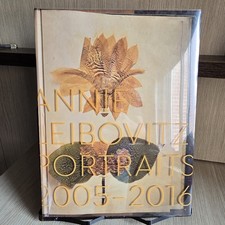 ANNIE
LEIBOVITZ
PORTRAITS
2005–2016